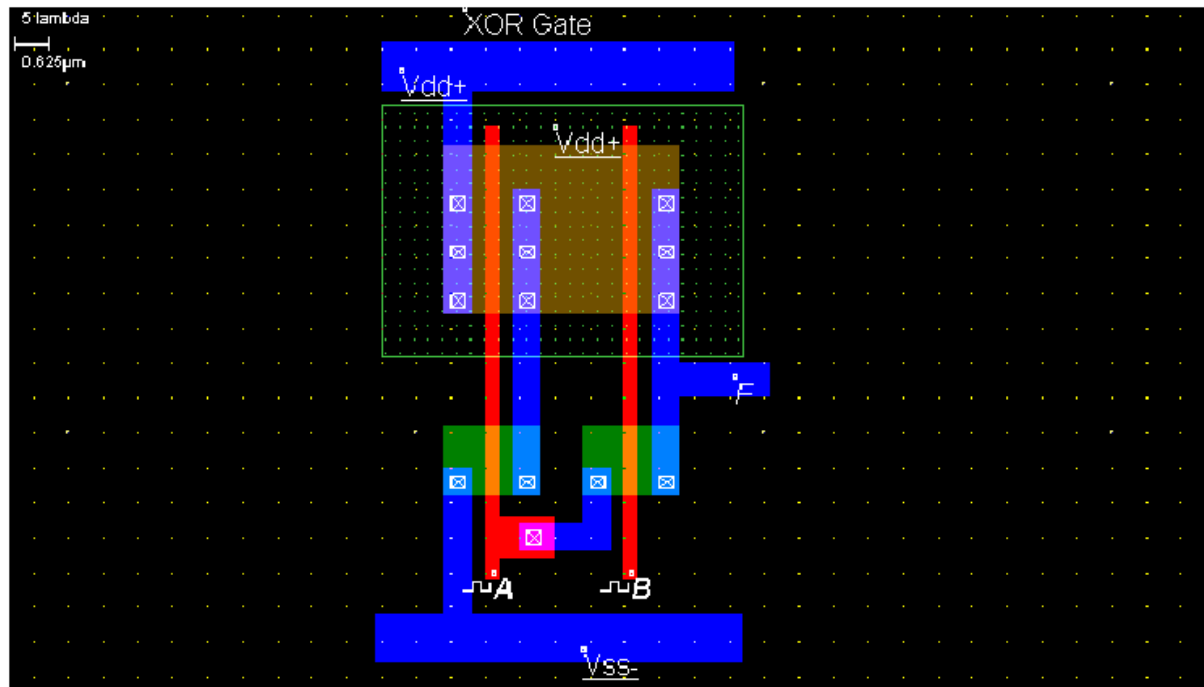 5 lambda
XOR Gate
0.625µm
Vdd+
Vdd+
F
A
B
Vss-